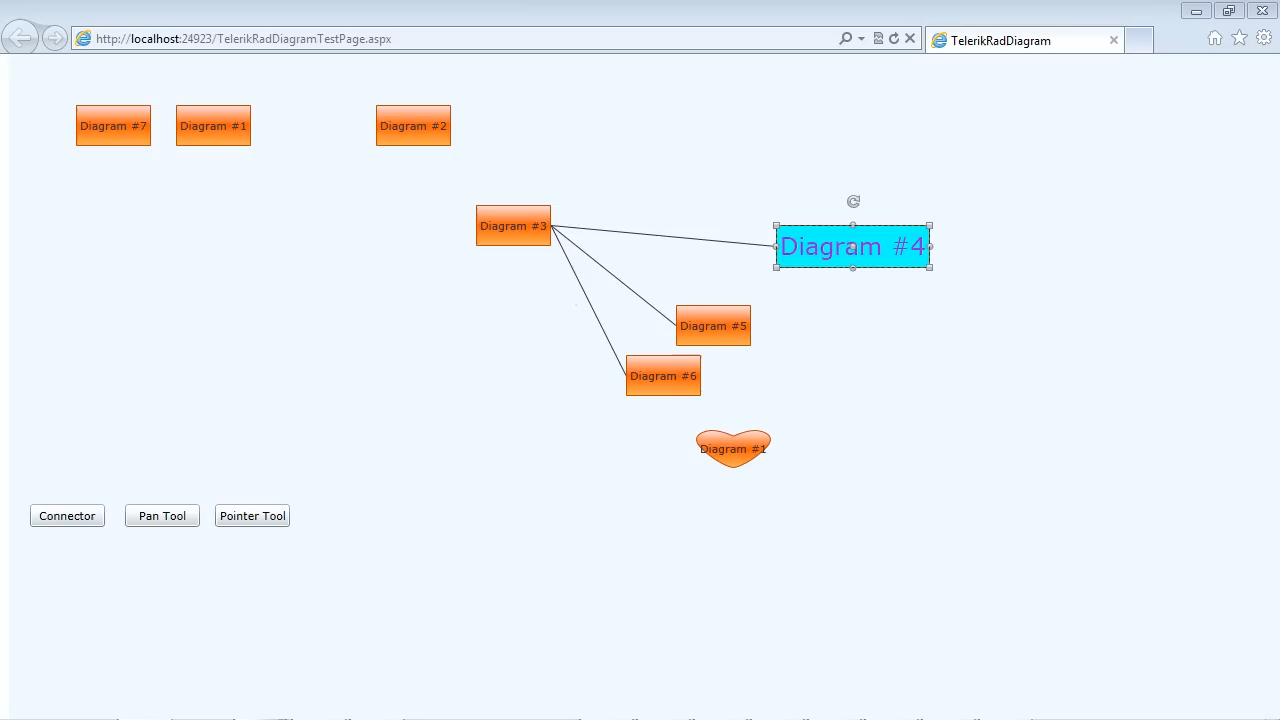 http://localhost:24923/TelerikRadDiagramTestPage.aspx
TelerikRadDiagram
Diagram #7
Diagram #1
Diagram #2
Diagram #3
Diagram #4
Diagram #5
Diagram #6
Diagram #1
Connector
Pan Tool
Pointer Tool